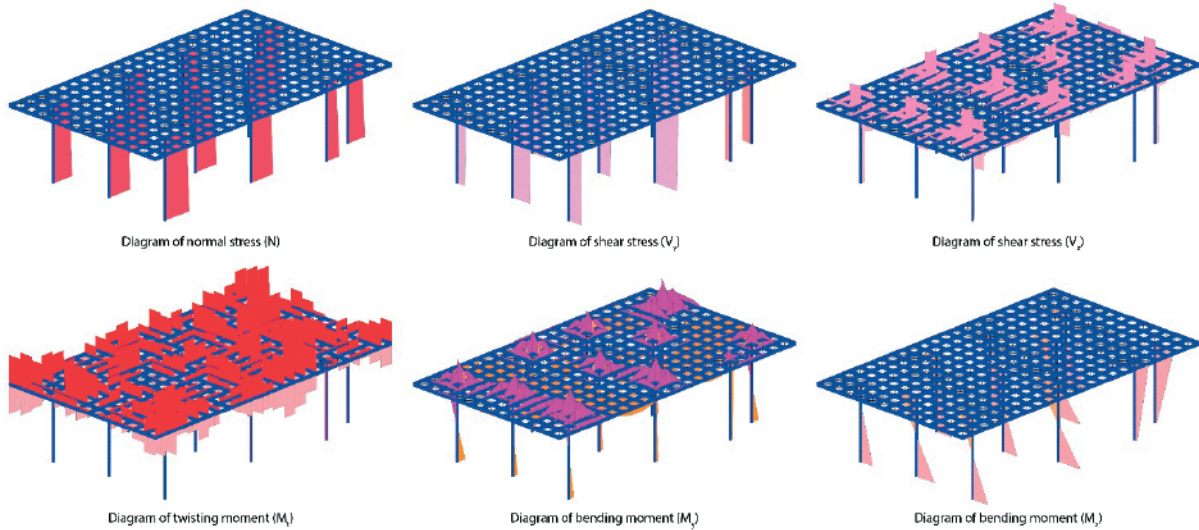 Diagram of normal stress (N)
Diagram of shear stress (Vy)
Diagram of shear stress (Vz)
Diagram of twisting moment (Mt)
Diagram of bending moment (My)
Diagram of bending moment (Mz)